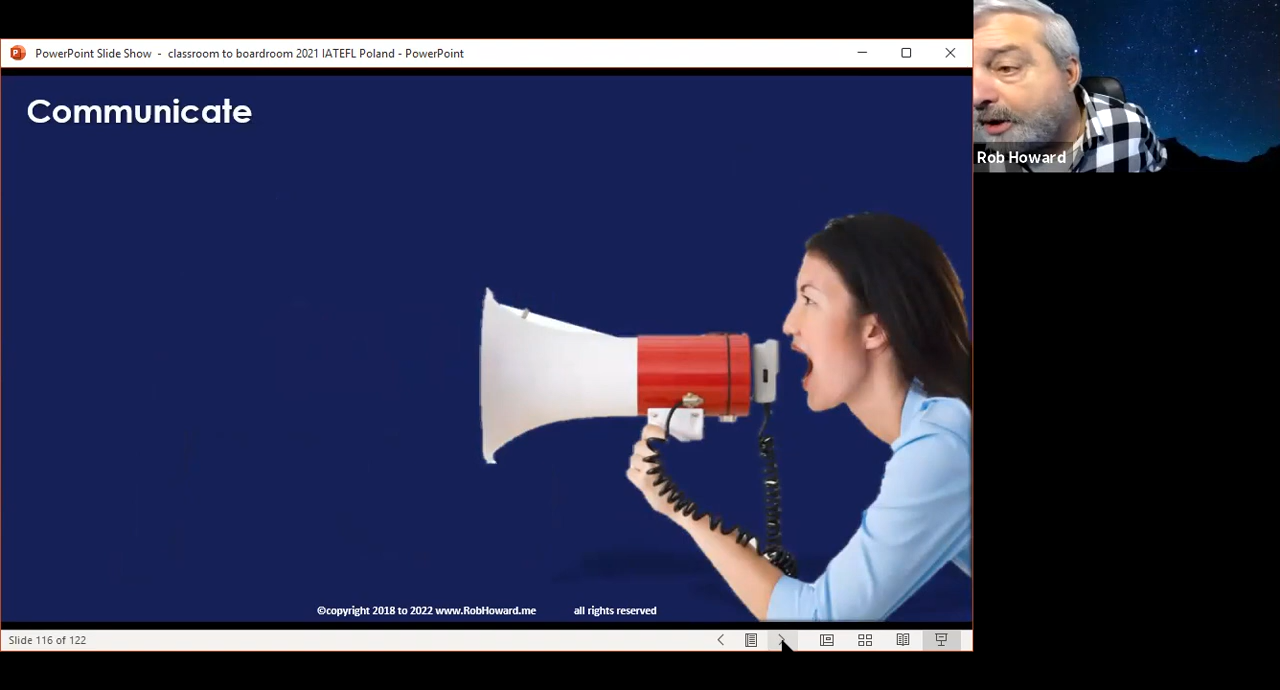 PowerPoint Slide Show - classroom to boardroom 2021 IATEFL Poland - PowerPoint
Rob Howard
Communicate
©copyright 2018 to 2022 www.RobHoward.me all rights reserved
Slide 116 of 122